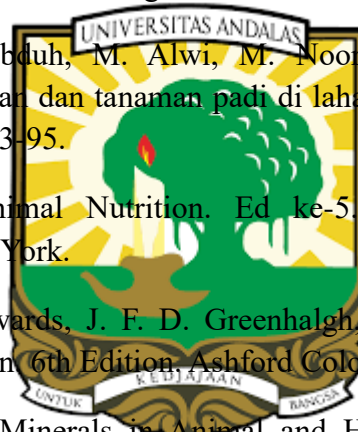 UNIVERSITAS ANDALAS
bduh, M. Alwi, M. Noor
an dan tanaman padi di laha
3-95.
nimal Nutrition. Ed ke-5.
York.
wards, J. F. D. Greenhalgh,
n. 6th Edition, Ashford Colo
KEDJAJAAN
UNTUK BANGSA
Minerals in Animal and H